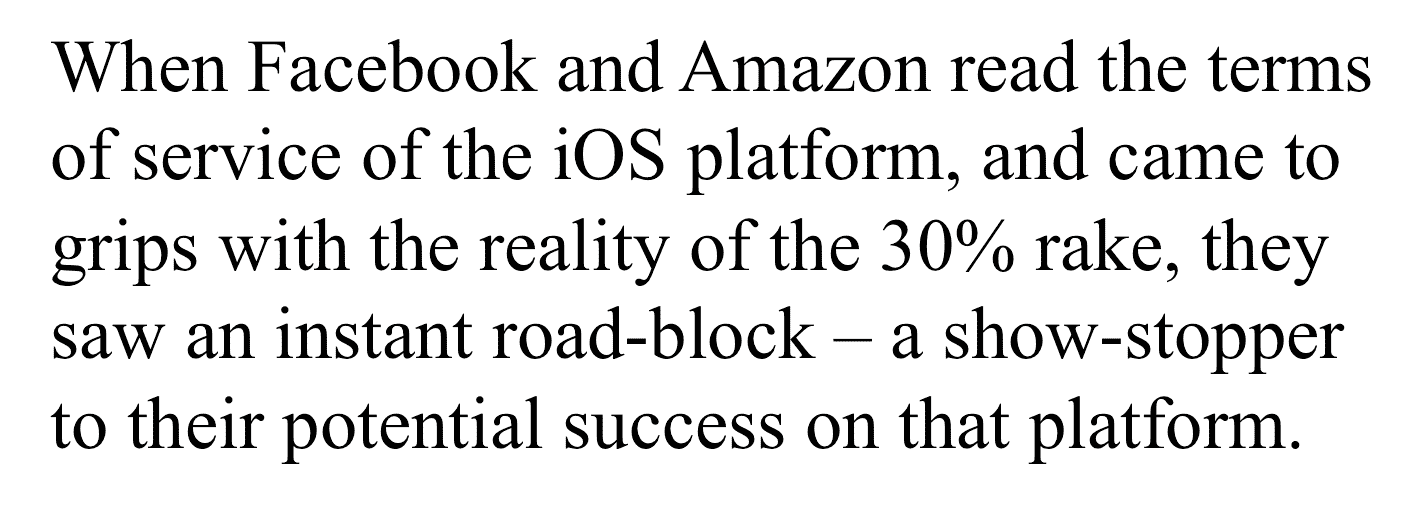 When Facebook and Amazon read the terms
of service of the iOS platform, and came to
grips with the reality of the 30% rake, they
saw an instant road-block – a show-stopper
to their potential success on that platform.